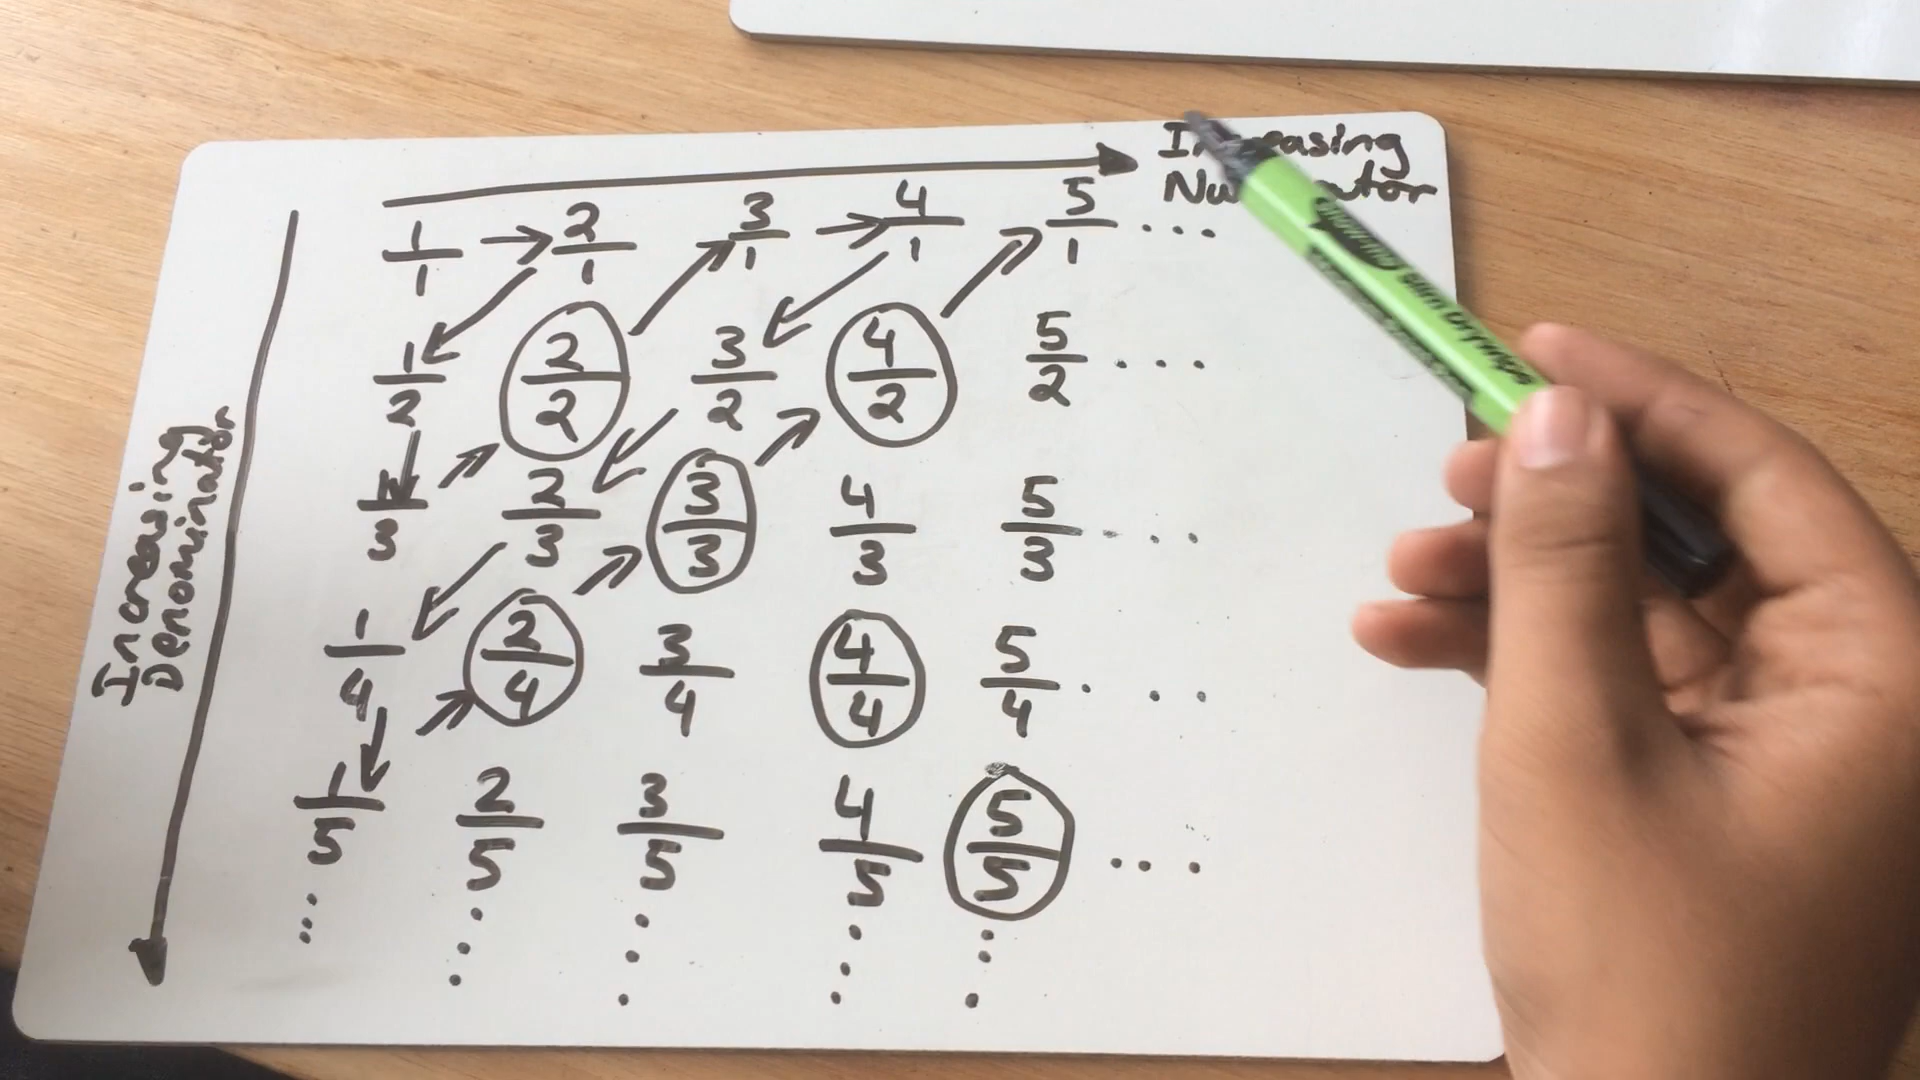 Increasing
1/1 → 2/1 3/1 → 4/1 5/1 ...
1/2 2/2 3/2 4/2 5/2 ...
1/3 2/3 3/3 4/3 5/3 ...
1/4 2/4 3/4 4/4 5/4 ...
1/5 2/5 3/5 4/5 5/5 ...
Increasing
Denominator
slim